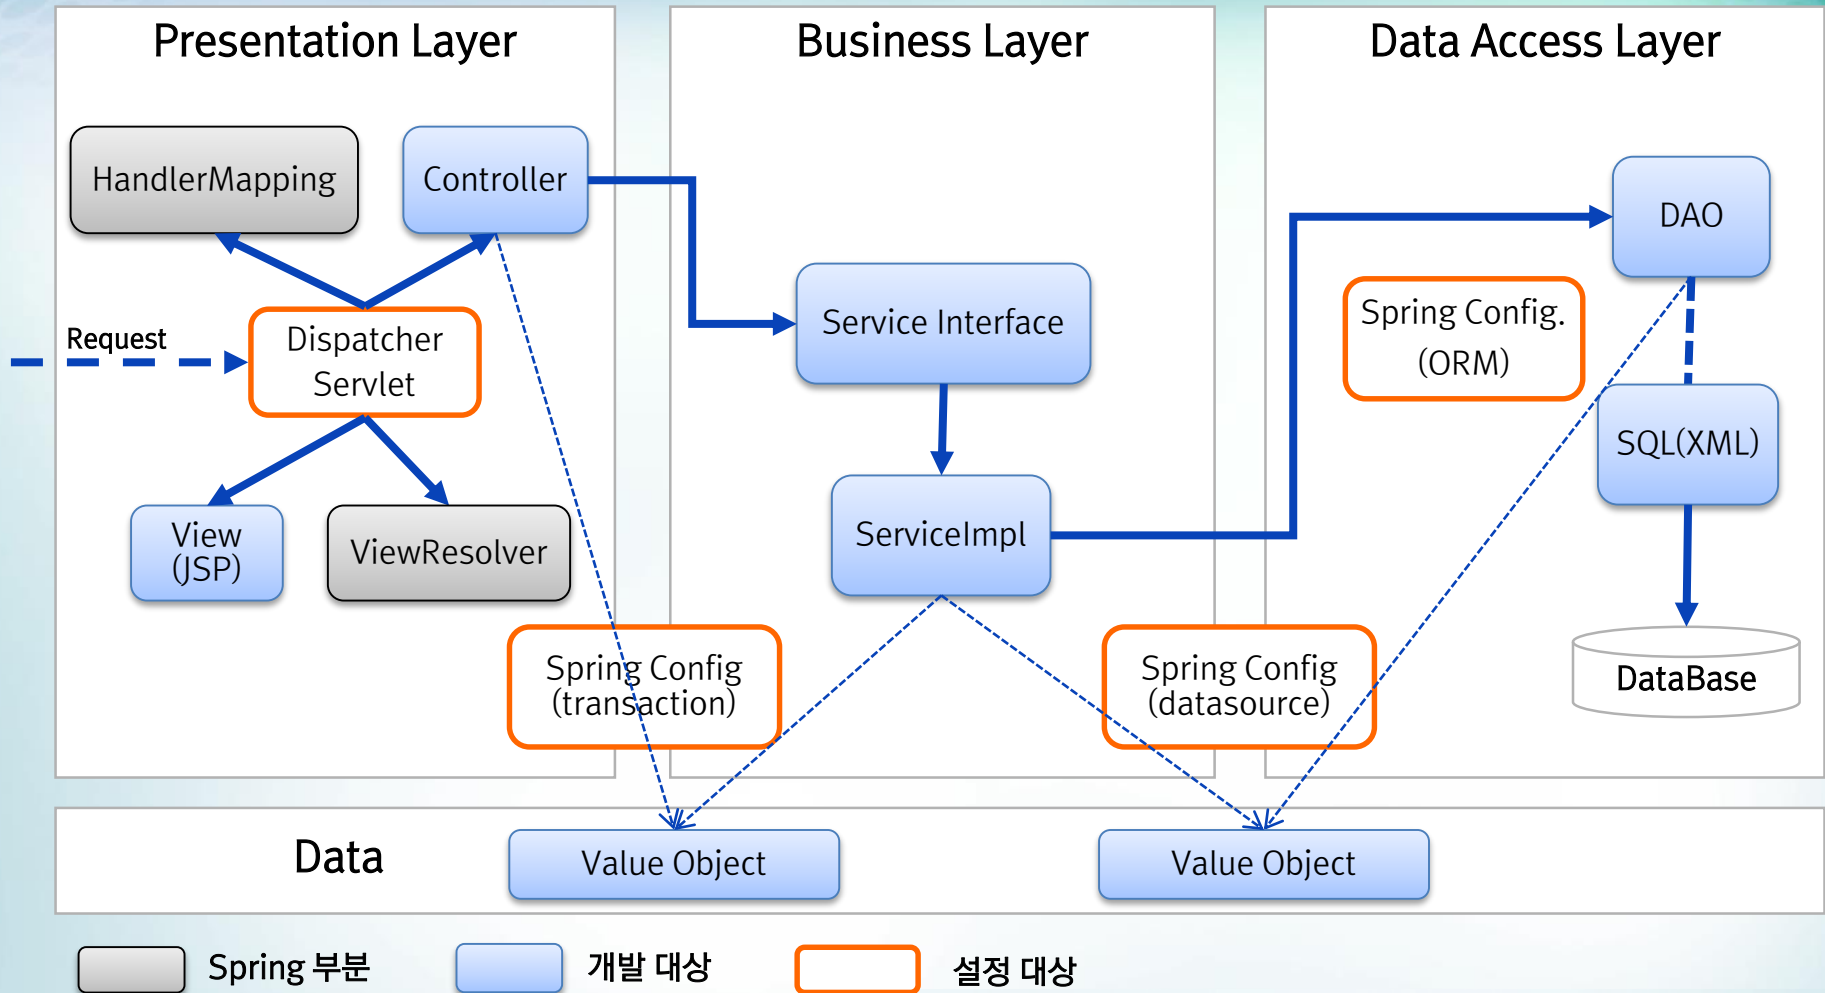 Presentation Layer
Business Layer
Data Access Layer
HandlerMapping
Controller
DAO
Request
Dispatcher
Servlet
Service Interface
Spring Config.
(ORM)
SQL(XML)
View
(JSP)
ViewResolver
ServiceImpl
Spring Config
(transaction)
Spring Config
(datasource)
DataBase
Data
Value Object
Value Object
Spring 부분
개발 대상
설정 대상